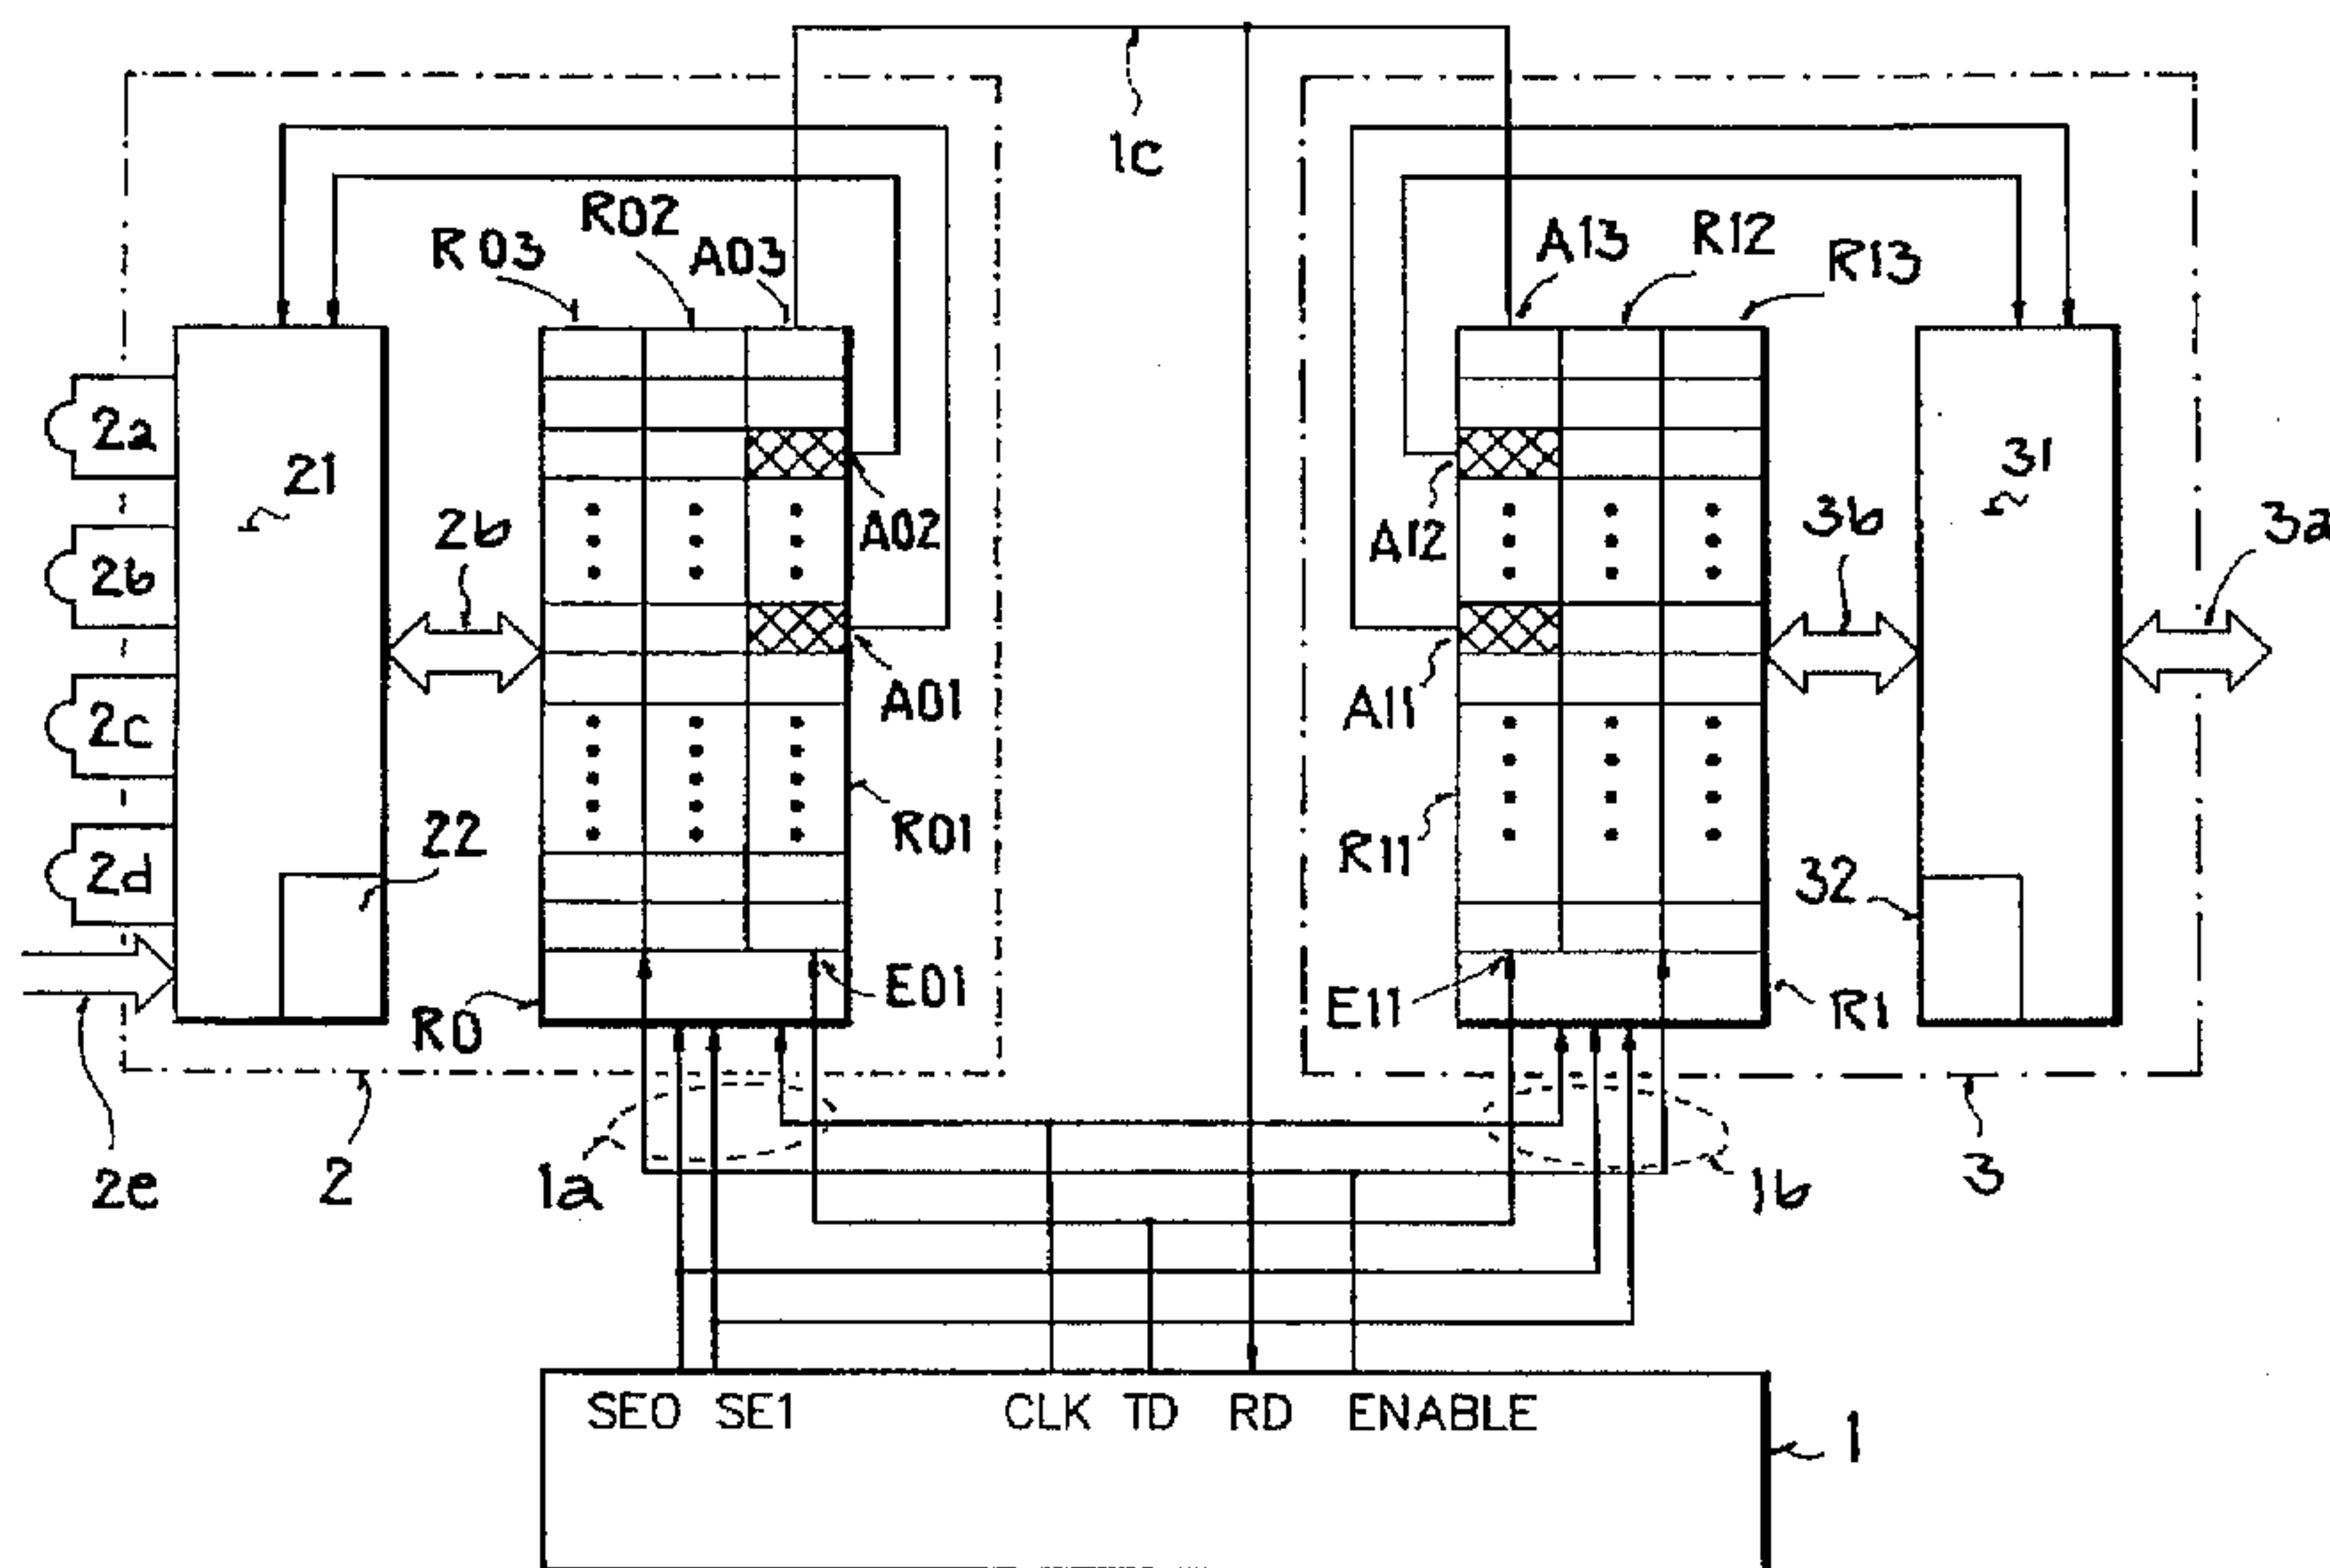 1c
R03
R02
A03
A13
R12
R13
2a
21
2b
A02
A12
3b
31
3a
2b
2c
A01
A11
22
R01
R11
32
2d
R0
E01
E11
R1
2e
2
1a
1b
3
SE0 SE1 CLK TD RD ENABLE
1